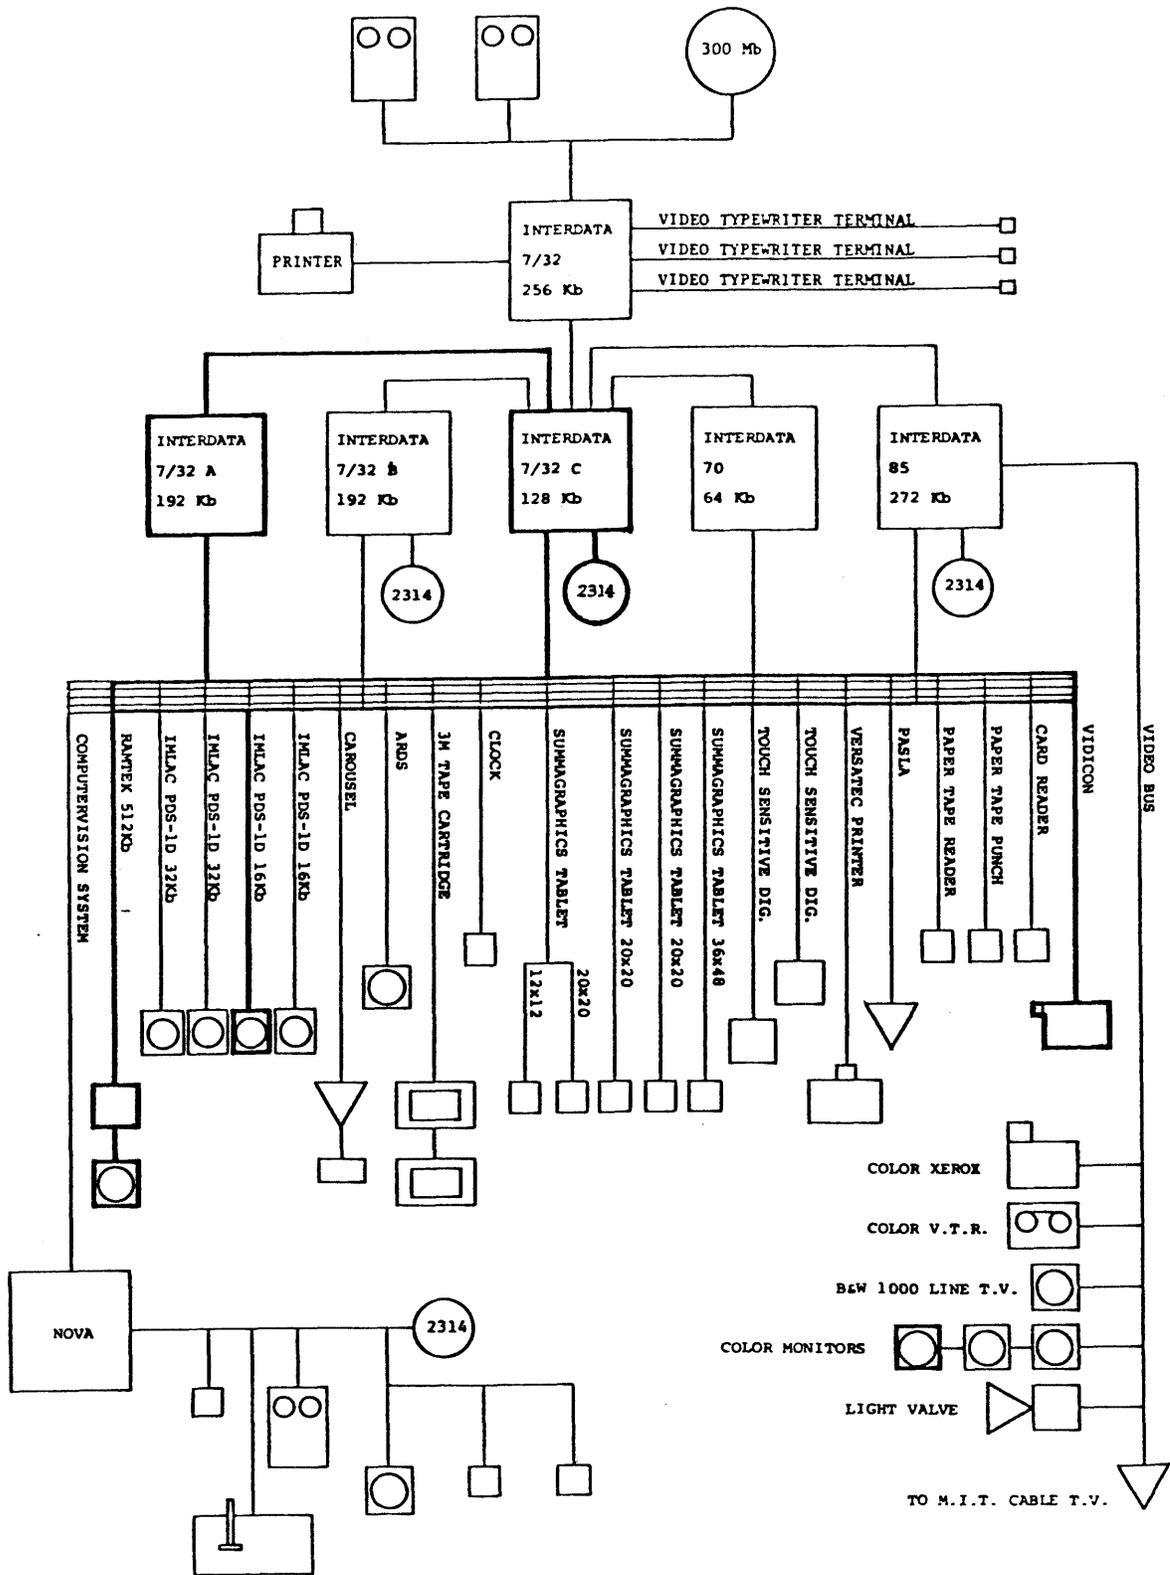 300 Mb
INTERDATA
7/32
256 Kb
PRINTER
VIDEO TYPEWRITER TERMINAL
VIDEO TYPEWRITER TERMINAL
VIDEO TYPEWRITER TERMINAL
INTERDATA
7/32 A
192 Kb
INTERDATA
7/32 B
192 Kb
INTERDATA
7/32 C
128 Kb
INTERDATA
70
64 Kb
INTERDATA
85
272 Kb
2314
2314
2314
COMPUTERVISION SYSTEM
RAMTEK 512Kb
IMLAC PDS-1D 32Kb
IMLAC PDS-1D 32Kb
IMLAC PDS-1D 16Kb
IMLAC PDS-1D 16Kb
CAROUSEL
ARDS
3M TAPE CARTRIDGE
CLOCK
SUMMAGRAPHICS TABLET
12x12
20x20
SUMMAGRAPHICS TABLET 20x20
SUMMAGRAPHICS TABLET 20x20
SUMMAGRAPHICS TABLET 36x48
TOUCH SENSITIVE DIG.
TOUCH SENSITIVE DIG.
VERSATEC PRINTER
PASLA
PAPER TAPE READER
PAPER TAPE PUNCH
CARD READER
VIDICON
VIDEO BUS
COLOR XEROX
COLOR V.T.R.
B&W 1000 LINE T.V.
COLOR MONITORS
LIGHT VALVE
TO M.I.T. CABLE T.V.
NOVA
2314